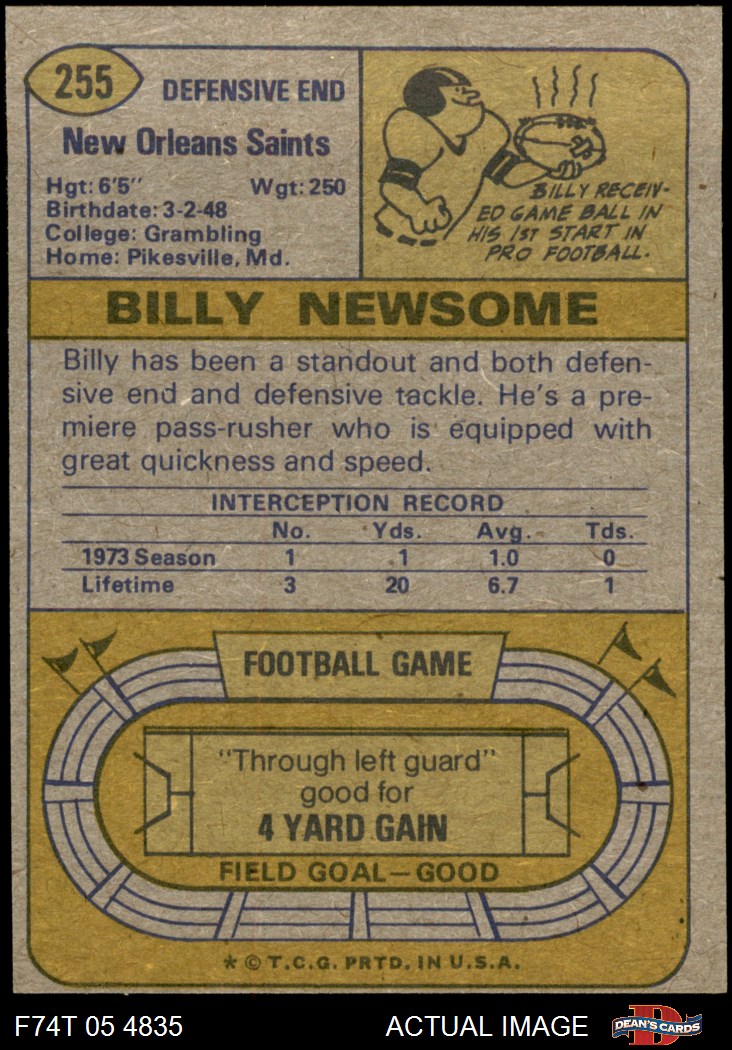 255
DEFENSIVE END
New Orleans Saints
Hgt: 6'5" Wgt: 250
Birthdate: 3-2-48
College: Grambling
Home: Pikesville, Md.
BILLY RECEIV-
ED GAME BALL IN
HIS 1ST START IN
PRO FOOTBALL.
BILLY NEWSOME
Billy has been a standout and both defen-
sive end and defensive tackle. He's a pre-
miere pass-rusher who is equipped with
great quickness and speed.
INTERCEPTION RECORD
No. Yds. Avg. Tds.
1973 Season 1 1 1.0 0
Lifetime 3 20 6.7 1
FOOTBALL GAME
"Through left guard"
good for
4 YARD GAIN
FIELD GOAL—GOOD
* © T.C.G. PRTD. IN U.S.A.
F74T 05 4835 ACTUAL IMAGE DEAN'S CARDS